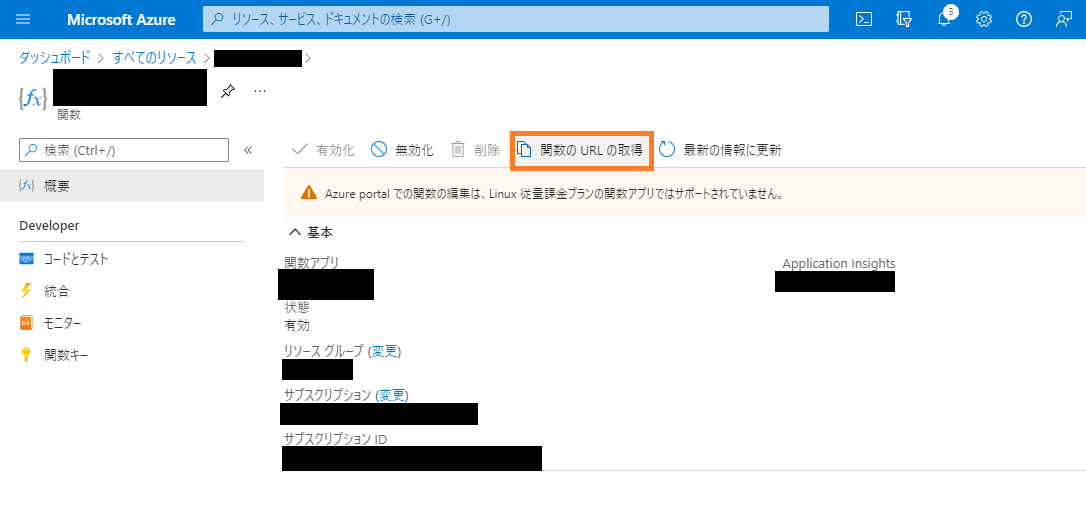 Microsoft Azure
リソース、サービス、ドキュメントの検索 (G+/)
3
ダッシュボード > すべてのリソース > >
{fx}
関数
検索 (Ctrl+/)
«
有効化
無効化
削除
関数の URL の取得
最新の情報に更新
概要
Azure portal での関数の編集は、Linux 従量課金プランの関数アプリではサポートされていません。
Developer
基本
コードとテスト
関数アプリ
Application Insights
統合
状態
モニター
有効
関数キー
リソース グループ (変更)
サブスクリプション (変更)
サブスクリプション ID